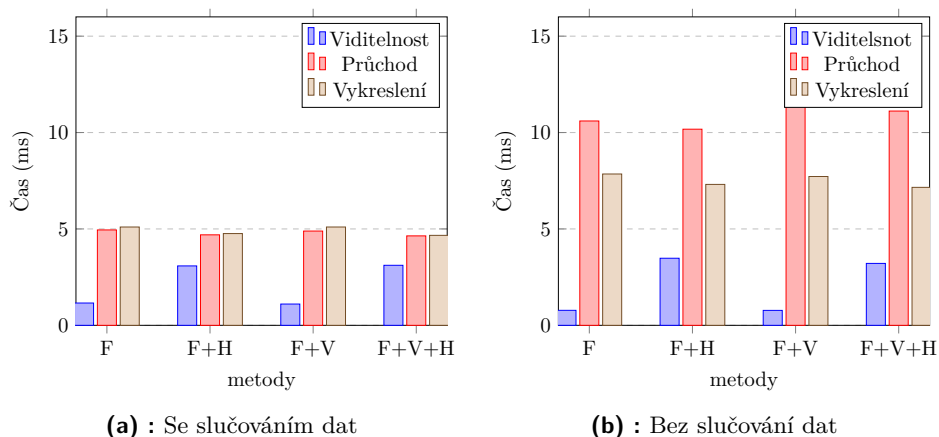 15
10
5
0
Čas (ms)
Viditelnost
Průchod
Vykreslení
F
F+H
F+V
F+V+H
metody
(a) : Se slučováním dat
15
10
5
0
Čas (ms)
Viditelsnot
Průchod
Vykreslení
F
F+H
F+V
F+V+H
metody
(b) : Bez slučování dat